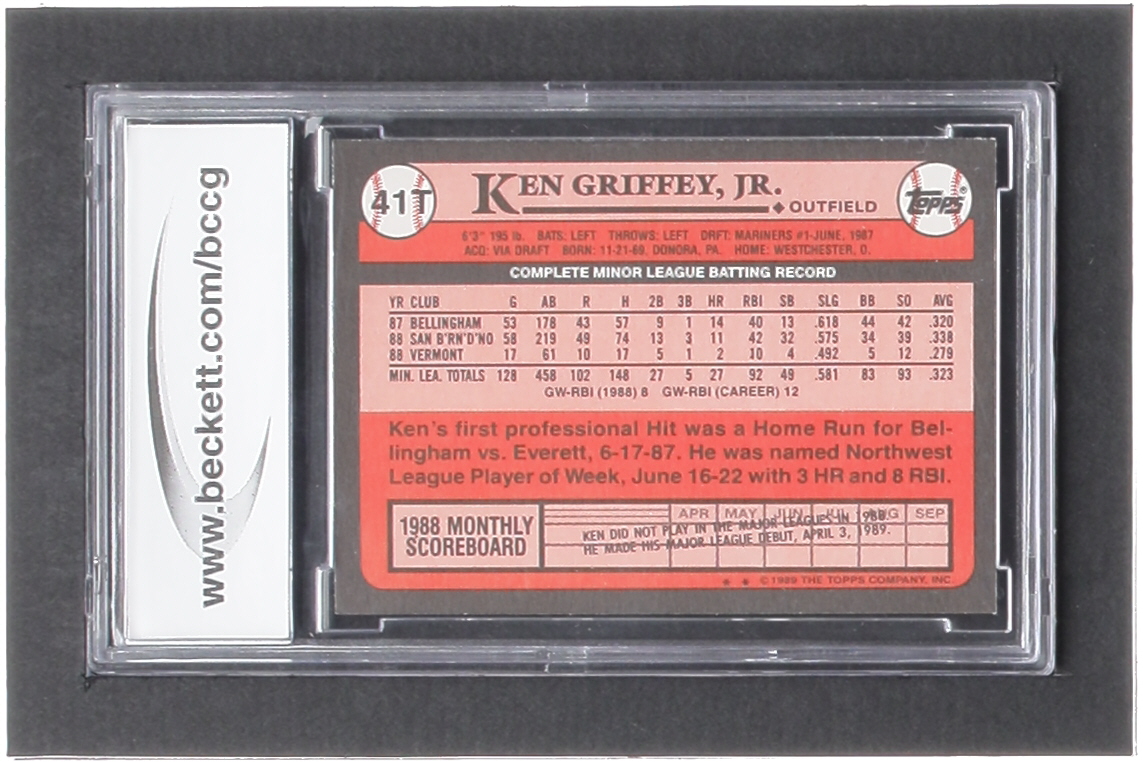 www.beckett.com/bccg
41T
KEN GRIFFEY, JR.
◆ OUTFIELD
Topps®
6'3" 195 lb. BATS: LEFT THROWS: LEFT DRFT: MARINERS #1-JUNE, 1987
ACQ: VIA DRAFT BORN: 11-21-69, DONORA, PA. HOME: WESTCHESTER, O.
COMPLETE MINOR LEAGUE BATTING RECORD
YR CLUB G AB R H 2B 3B HR RBI SB SLG BB SO AVG
87 BELLINGHAM 53 178 43 57 9 1 14 40 13 .618 44 42 .320
88 SAN B'RN'D'NO 58 219 49 74 13 3 11 42 32 .575 34 39 .338
88 VERMONT 17 61 10 17 5 1 2 10 4 .492 5 12 .279
MIN. LEA. TOTALS 128 458 102 148 27 5 27 92 49 .581 83 93 .323
GW-RBI (1988) 8 GW-RBI (CAREER) 12
Ken's first professional Hit was a Home Run for Bel-
lingham vs. Everett, 6-17-87. He was named Northwest
League Player of Week, June 16-22 with 3 HR and 8 RBI.
1988 MONTHLY
SCOREBOARD
APR MAY JUN JUL AUG SEP
KEN DID NOT PLAY IN THE MAJOR LEAGUES IN 1988.
HE MADE HIS MAJOR LEAGUE DEBUT, APRIL 3, 1989.
* * ©1989 THE TOPPS COMPANY, INC.